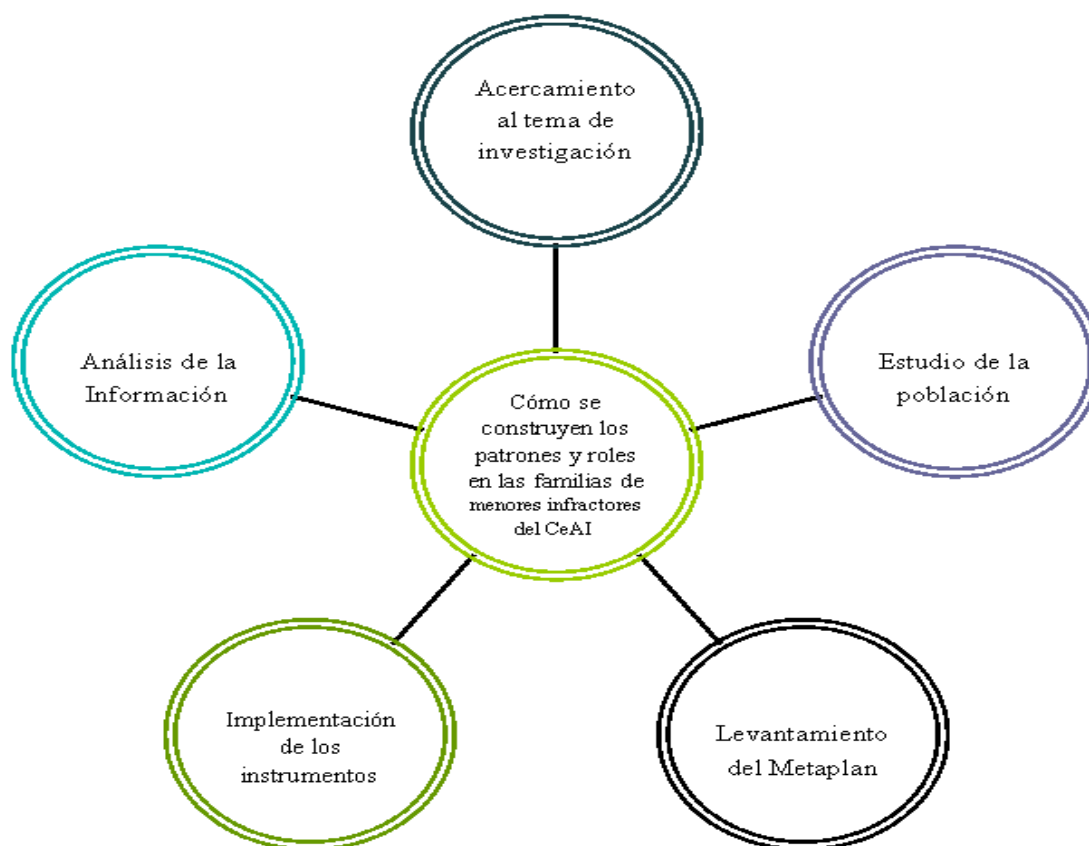 Acercamiento
al tema de
investigación
Análisis de la
Información
Estudio de la
población
Cómo se
construyen los
patrones y roles
en las familias de
menores infractores
del CeAI
Implementación
de los
instrumentos
Levantamiento
del Metaplan